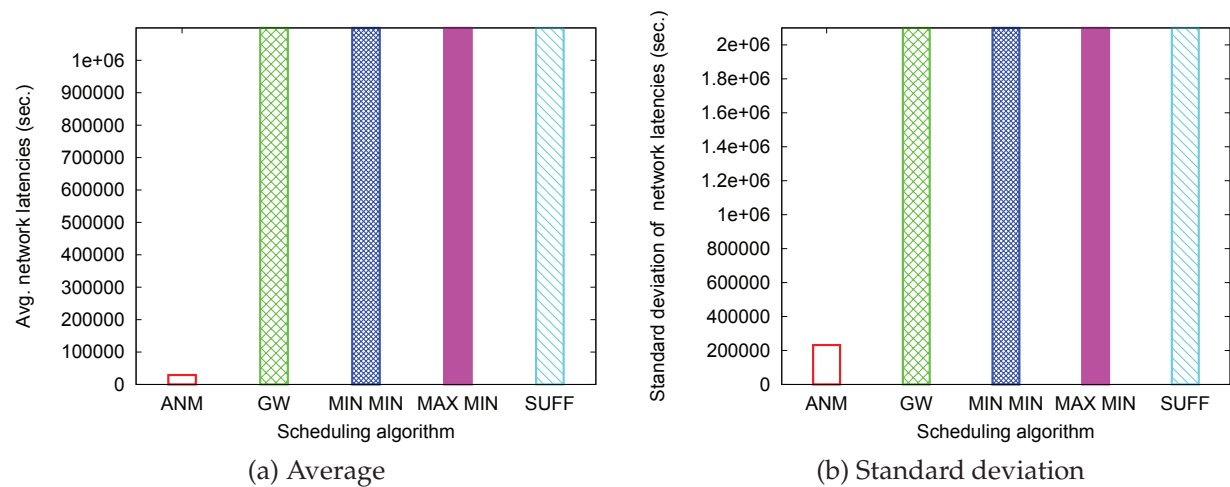 Avg. network latencies (sec.)
1e+06
900000
800000
700000
600000
500000
400000
300000
200000
100000
0
ANM GW MIN MIN MAX MIN SUFF
Scheduling algorithm
(a) Average
Standard deviation of network latencies (sec.)
2e+06
1.8e+06
1.6e+06
1.4e+06
1.2e+06
1e+06
800000
600000
400000
200000
0
ANM GW MIN MIN MAX MIN SUFF
Scheduling algorithm
(b) Standard deviation